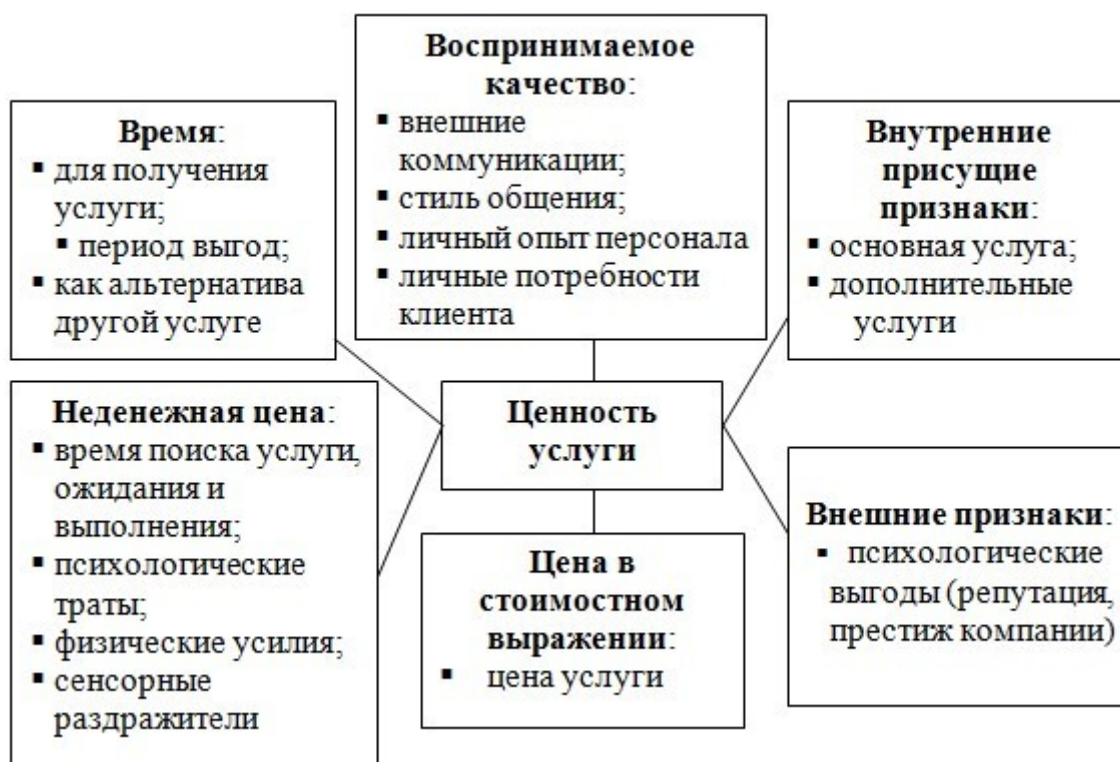 Время:
▪ для получения
услуги;
▪ период выгод;
▪ как альтернатива
другой услуге
Воспринимаемое
качество:
▪ внешние
коммуникации;
▪ стиль общения;
▪ личный опыт персонала
▪ личные потребности
клиента
Внутренние
присущие
признаки:
▪ основная услуга;
▪ дополнительные
услуги
Неденежная цена:
▪ время поиска услуги,
ожидания и
выполнения;
▪ психологические
траты;
▪ физические усилия;
▪ сенсорные
раздражители
Ценность
услуги
Цена в
стоимостном
выражении:
▪ цена услуги
Внешние признаки:
▪ психологические
выгоды (репутация,
престиж компании)